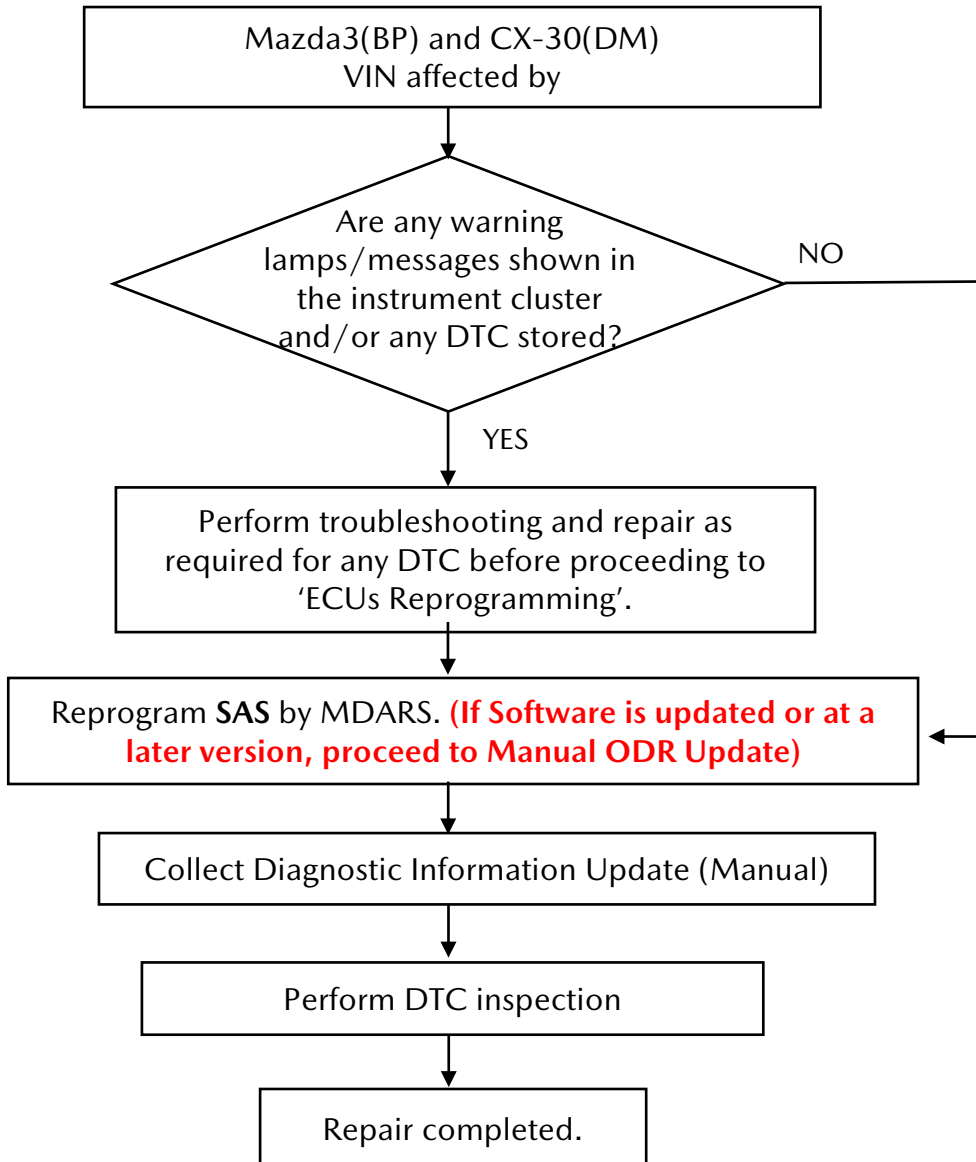 Mazda3(BP) and CX-30(DM)
VIN affected by
Are any warning
lamps/messages shown in
the instrument cluster
and/or any DTC stored?
NO
YES
Perform troubleshooting and repair as
required for any DTC before proceeding to
‘ECUs Reprogramming’.
Reprogram SAS by MDARS. (If Software is updated or at a
later version, proceed to Manual ODR Update)
Collect Diagnostic Information Update (Manual)
Perform DTC inspection
Repair completed.